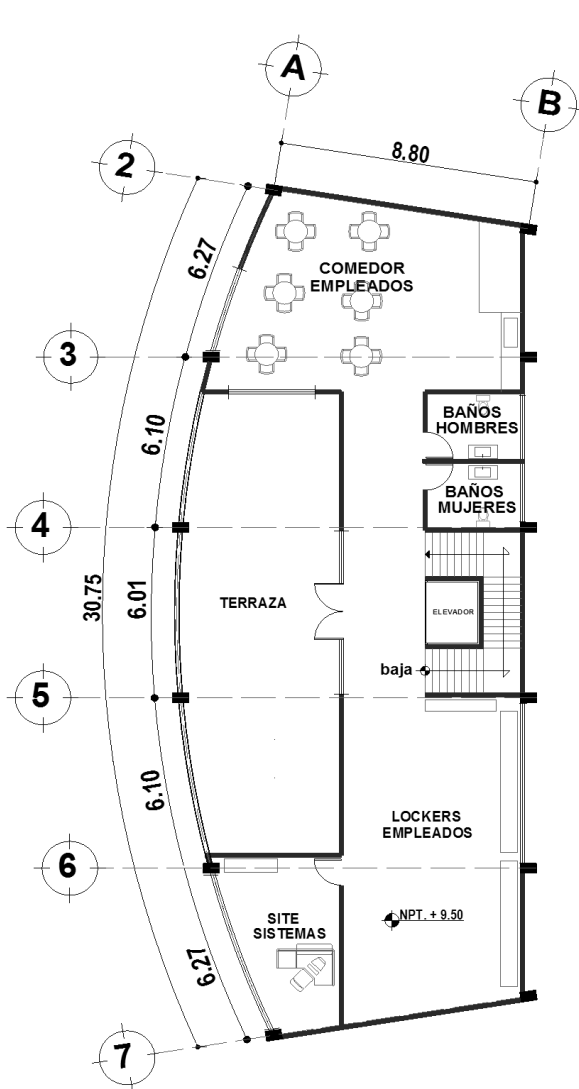 A
B
8.80
2
6.27
COMEDOR
EMPLEADOS
3
6.10
BAÑOS
HOMBRES
BAÑOS
MUJERES
4
30.75
6.01
TERRAZA
ELEVADOR
baja
5
6.10
LOCKERS
EMPLEADOS
6
SITE
SISTEMAS
NPT. + 9.50
6.27
7